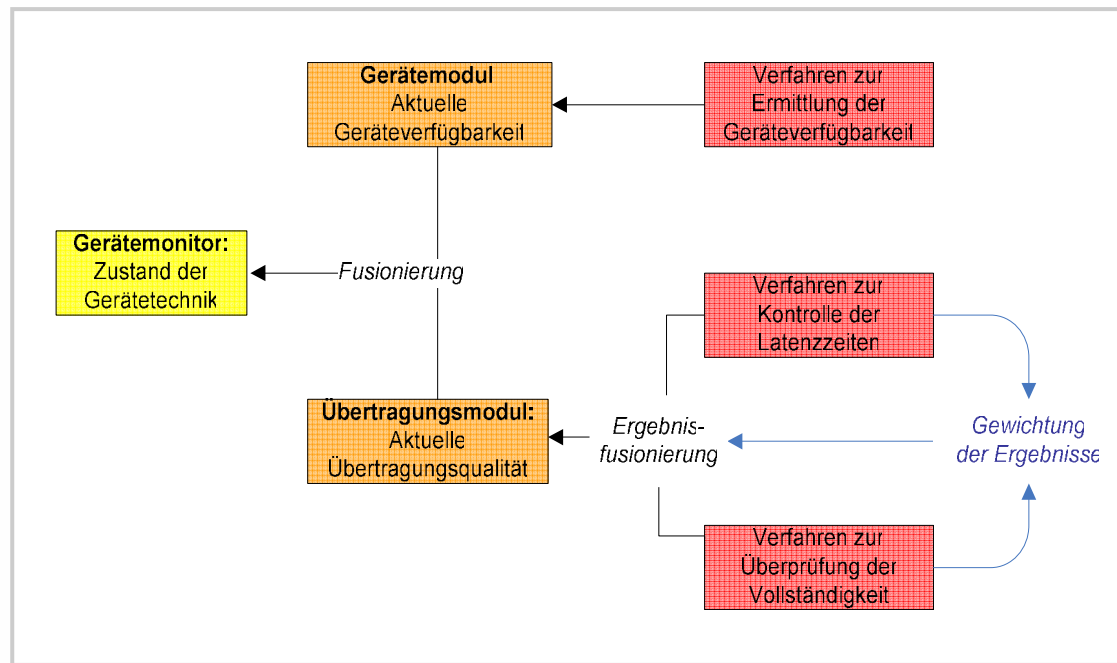 Gerätemodul
Aktuelle
Geräteverfügbarkeit
Verfahren zur
Ermittlung der
Geräteverfügbarkeit
Gerätemonitor:
Zustand der
Gerätetechnik
Fusionierung
Verfahren zur
Kontrolle der
Latenzzeiten
Übertragungsmodul:
Aktuelle
Übertragungsqualität
Ergebnis-
fusionierung
Gewichtung
der Ergebnisse
Verfahren zur
Überprüfung der
Vollständigkeit